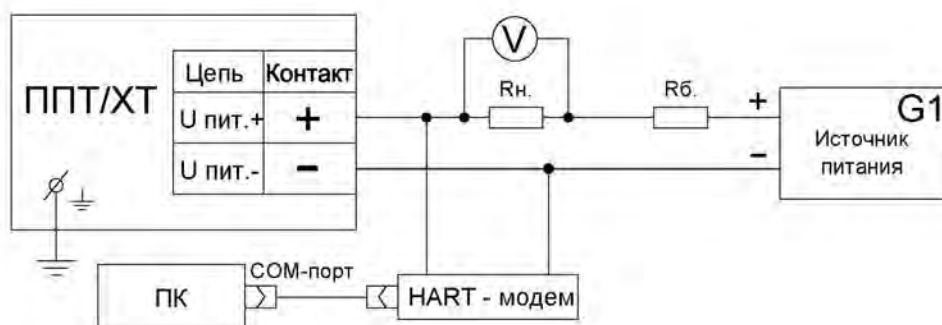 ППТ/ХТ
Цепь Контакт
U пит.+ +
U пит.- −
V
Rн.
Rб.
+
−
G1
Источник
питания
COM-порт
ПК
HART - модем